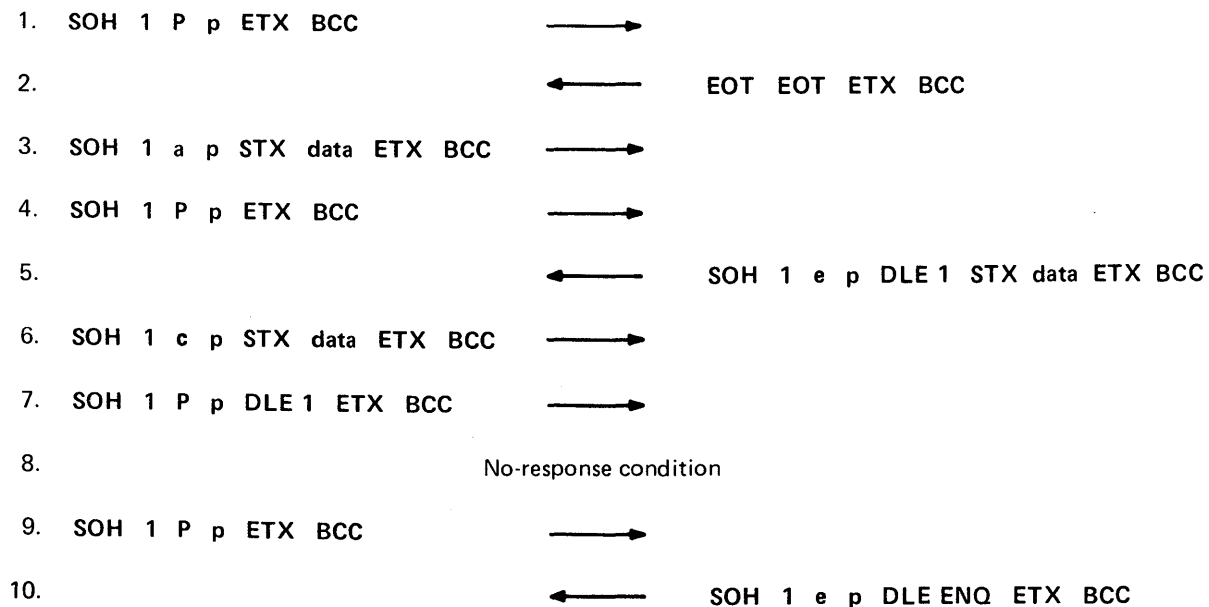 1. SOH 1 P p ETX BCC
2. EOT EOT ETX BCC
3. SOH 1 a p STX data ETX BCC
4. SOH 1 P p ETX BCC
5. SOH 1 e p DLE 1 STX data ETX BCC
6. SOH 1 c p STX data ETX BCC
7. SOH 1 P p DLE 1 ETX BCC
8. No-response condition
9. SOH 1 P p ETX BCC
10. SOH 1 e p DLE ENQ ETX BCC